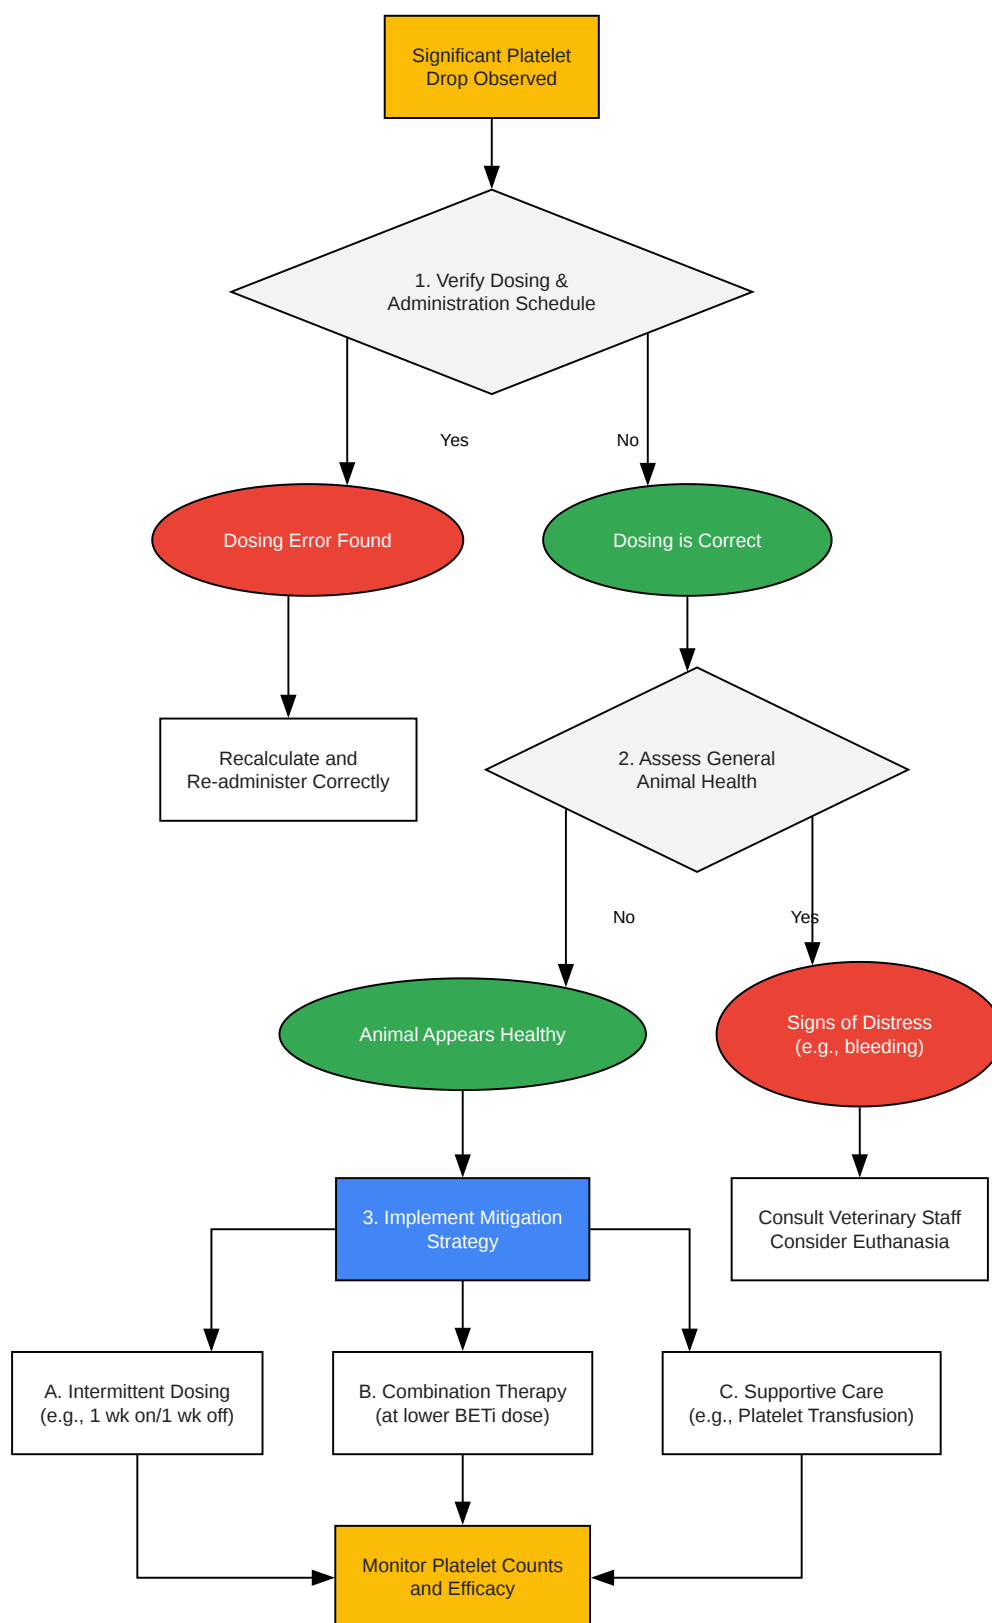 Significant Platelet
Drop Observed
1. Verify Dosing &
Administration Schedule
Yes
No
Dosing Error Found
Dosing is Correct
Recalculate and
Re-administer Correctly
2. Assess General
Animal Health
No
Yes
Animal Appears Healthy
Signs of Distress
(e.g., bleeding)
3. Implement Mitigation
Strategy
Consult Veterinary Staff
Consider Euthanasia
A. Intermittent Dosing
(e.g., 1 wk on/1 wk off)
B. Combination Therapy
(at lower BETi dose)
C. Supportive Care
(e.g., Platelet Transfusion)
Monitor Platelet Counts
and Efficacy